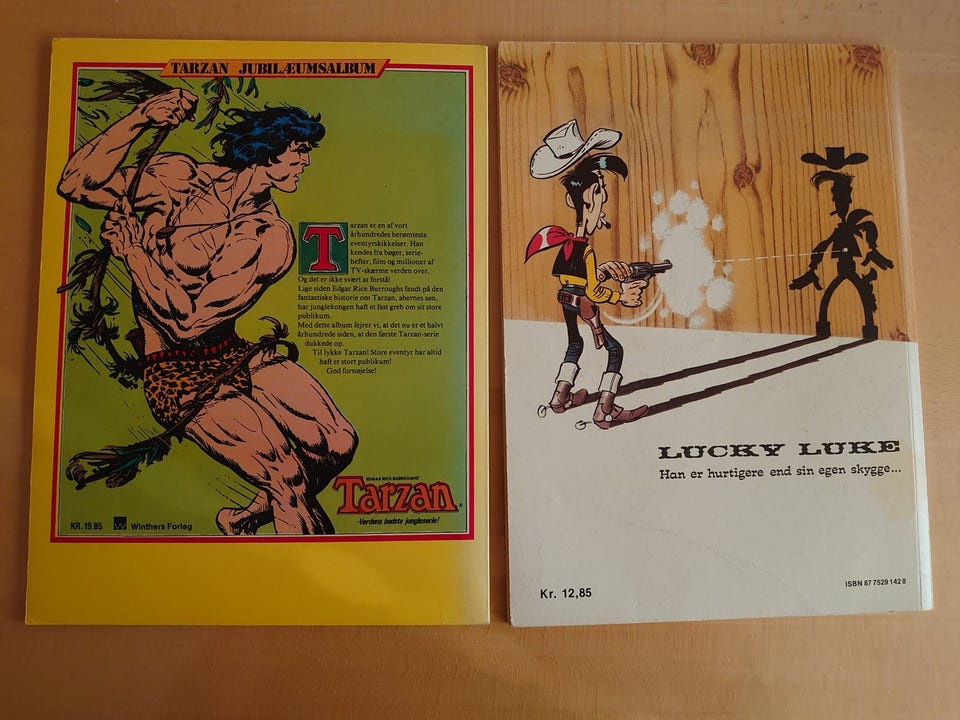 TARZAN JUBILÆUMSALBUM
Tarzan er en af vort
århundredes berømteste
eventyrskikkelser. Han
kendes fra bøger, serie-
hefter, film og millioner af
TV-skærme verden over.
Og det er ikke svært at forstå!
Lige siden Edgar Rice Burroughs fandt på den
fantastiske historie om Tarzan, abernes søn,
har junglekongen haft et fast greb om sit store
publikum.
Med dette album fejrer vi, at det nu er et halvt
århundrede siden, at den første Tarzan-serie
dukkede op.
Til lykke Tarzan! Store eventyr har altid
haft et stort publikum!
God fornøjelse!
EDGAR RICE BURROUGHS'
Tarzan®
-Verdens bedste jungleserie!
KR. 19.85 W Winthers Forlag
LUCKY LUKE
Han er hurtigere end sin egen skygge...
Kr. 12,85
ISBN 87 7529 142 8